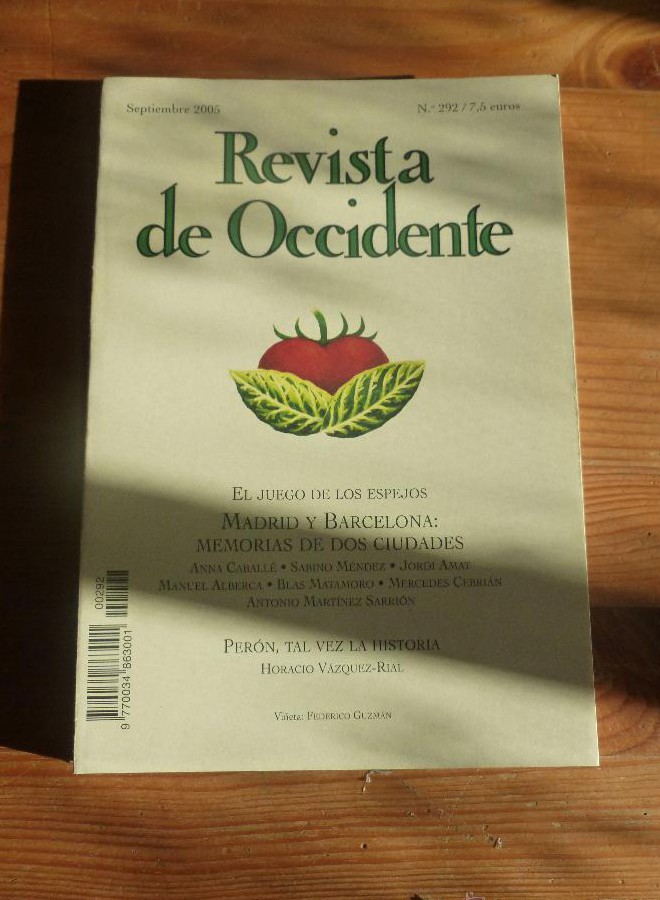 Septiembre 2005
N.º 292 / 7,5 euros
Revista
de Occidente
El juego de los espejos
Madrid y Barcelona:
memorias de dos ciudades
Anna Caballé • Sabino Méndez • Jordi Amat
Manuel Alberca • Blas Matamoro • Mercedes Cebrián
Antonio Martínez Sarrión
Perón, tal vez la historia
Horacio Vázquez-Rial
Viñeta: Federico Guzmán
00292
9 770034 863001